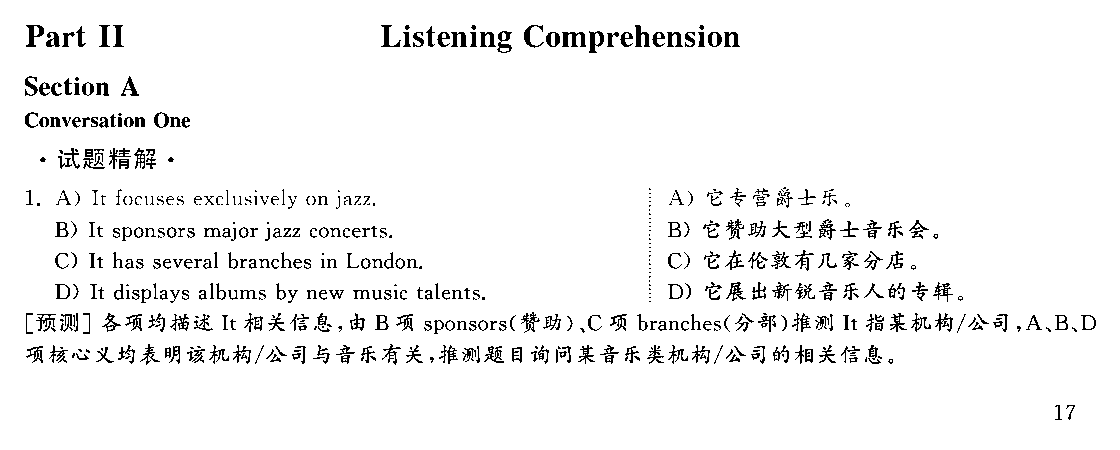 Part II Listening Comprehension
Section A
Conversation One
·试题精解·
1. A) It focuses exclusively on jazz. A) 它专营爵士乐。
B) It sponsors major jazz concerts. B) 它赞助大型爵士音乐会。
C) It has several branches in London. C) 它在伦敦有几家分店。
D) It displays albums by new music talents. D) 它展出新锐音乐人的专辑。
[预测] 各项均描述 It 相关信息,由 B 项 sponsors(赞助)、C 项 branches(分部)推测 It 指某机构/公司,A、B、D
项核心义均表明该机构/公司与音乐有关,推测题目询问某音乐类机构/公司的相关信息。
17